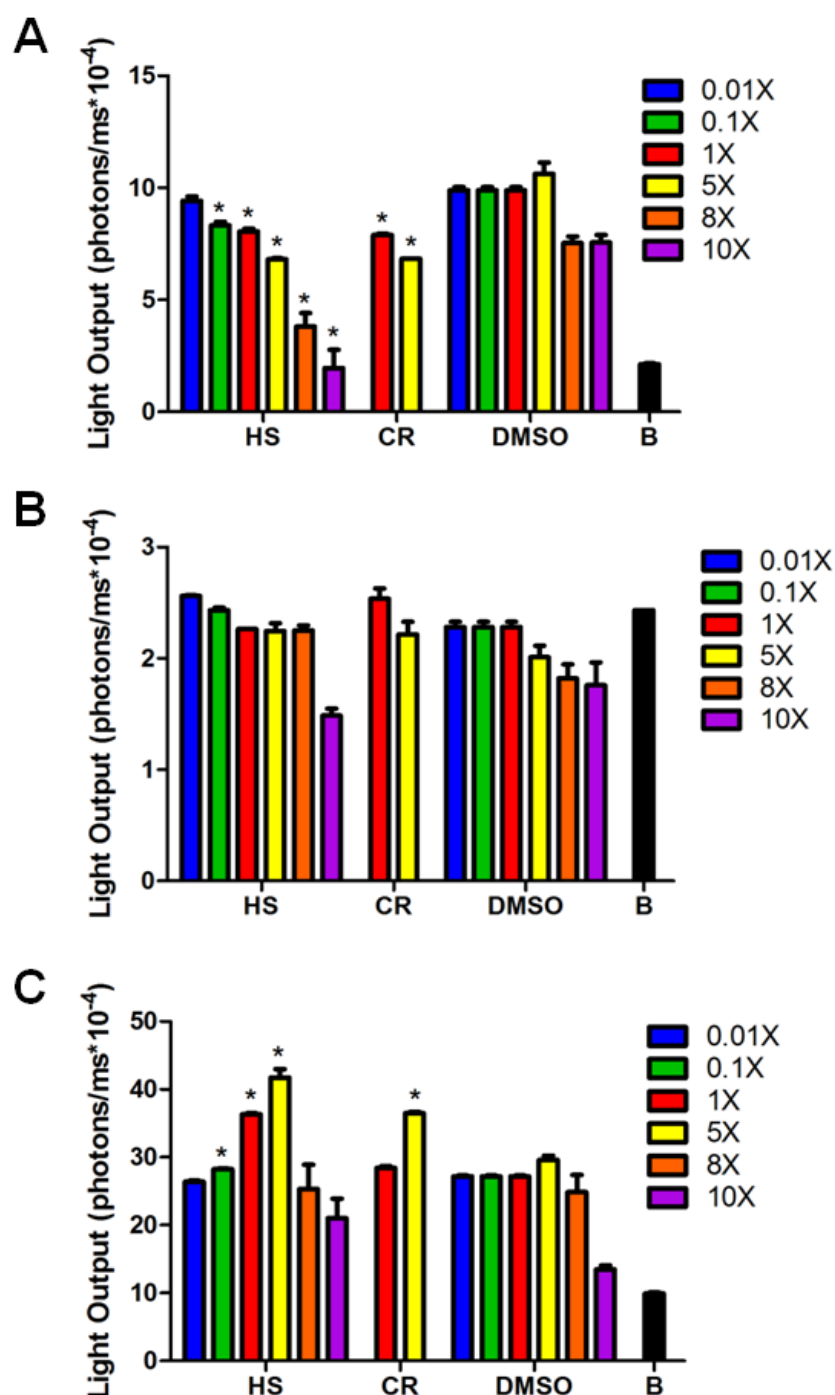 A
Light Output (photons/ms*10-4)
15
10
5
0
* * * * *
* *
HS CR DMSO B
0.01X
0.1X
1X
5X
8X
10X
B
Light Output (photons/ms*10-4)
3
2
1
0
HS CR DMSO B
0.01X
0.1X
1X
5X
8X
10X
C
Light Output (photons/ms*10-4)
50
40
30
20
10
0
* * *
*
HS CR DMSO B
0.01X
0.1X
1X
5X
8X
10X